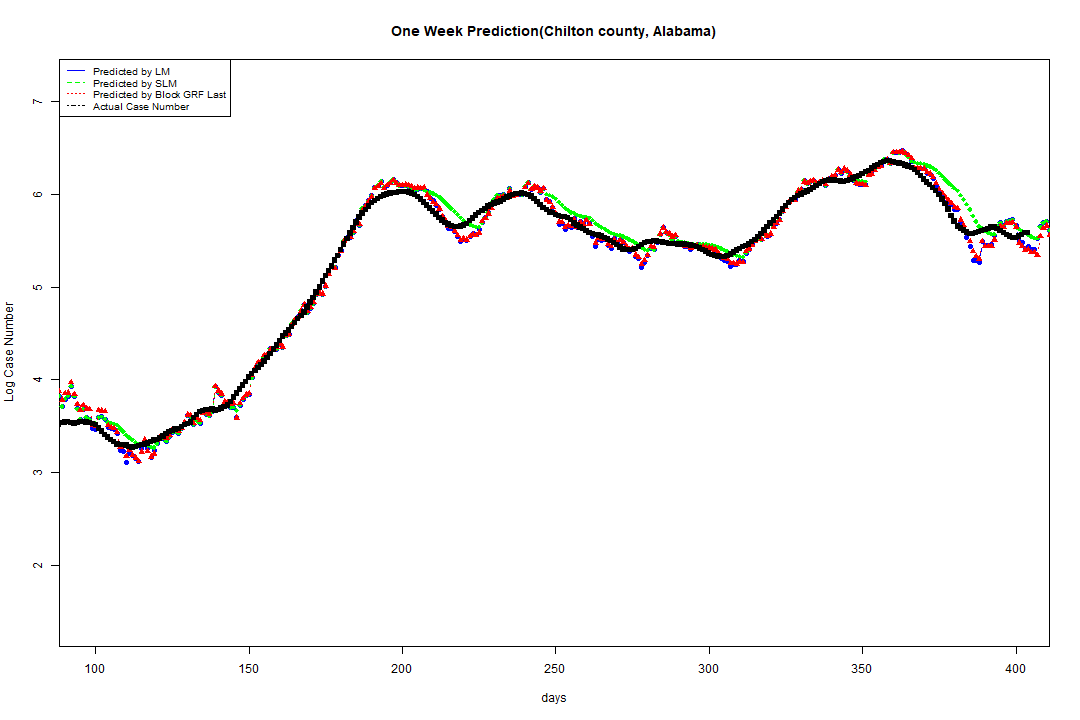 One Week Prediction(Chilton county, Alabama)
Predicted by LM
Predicted by SLM
Predicted by Block GRF Last
Actual Case Number
7
6
5
4
3
2
Log Case Number
100 150 200 250 300 350 400
days